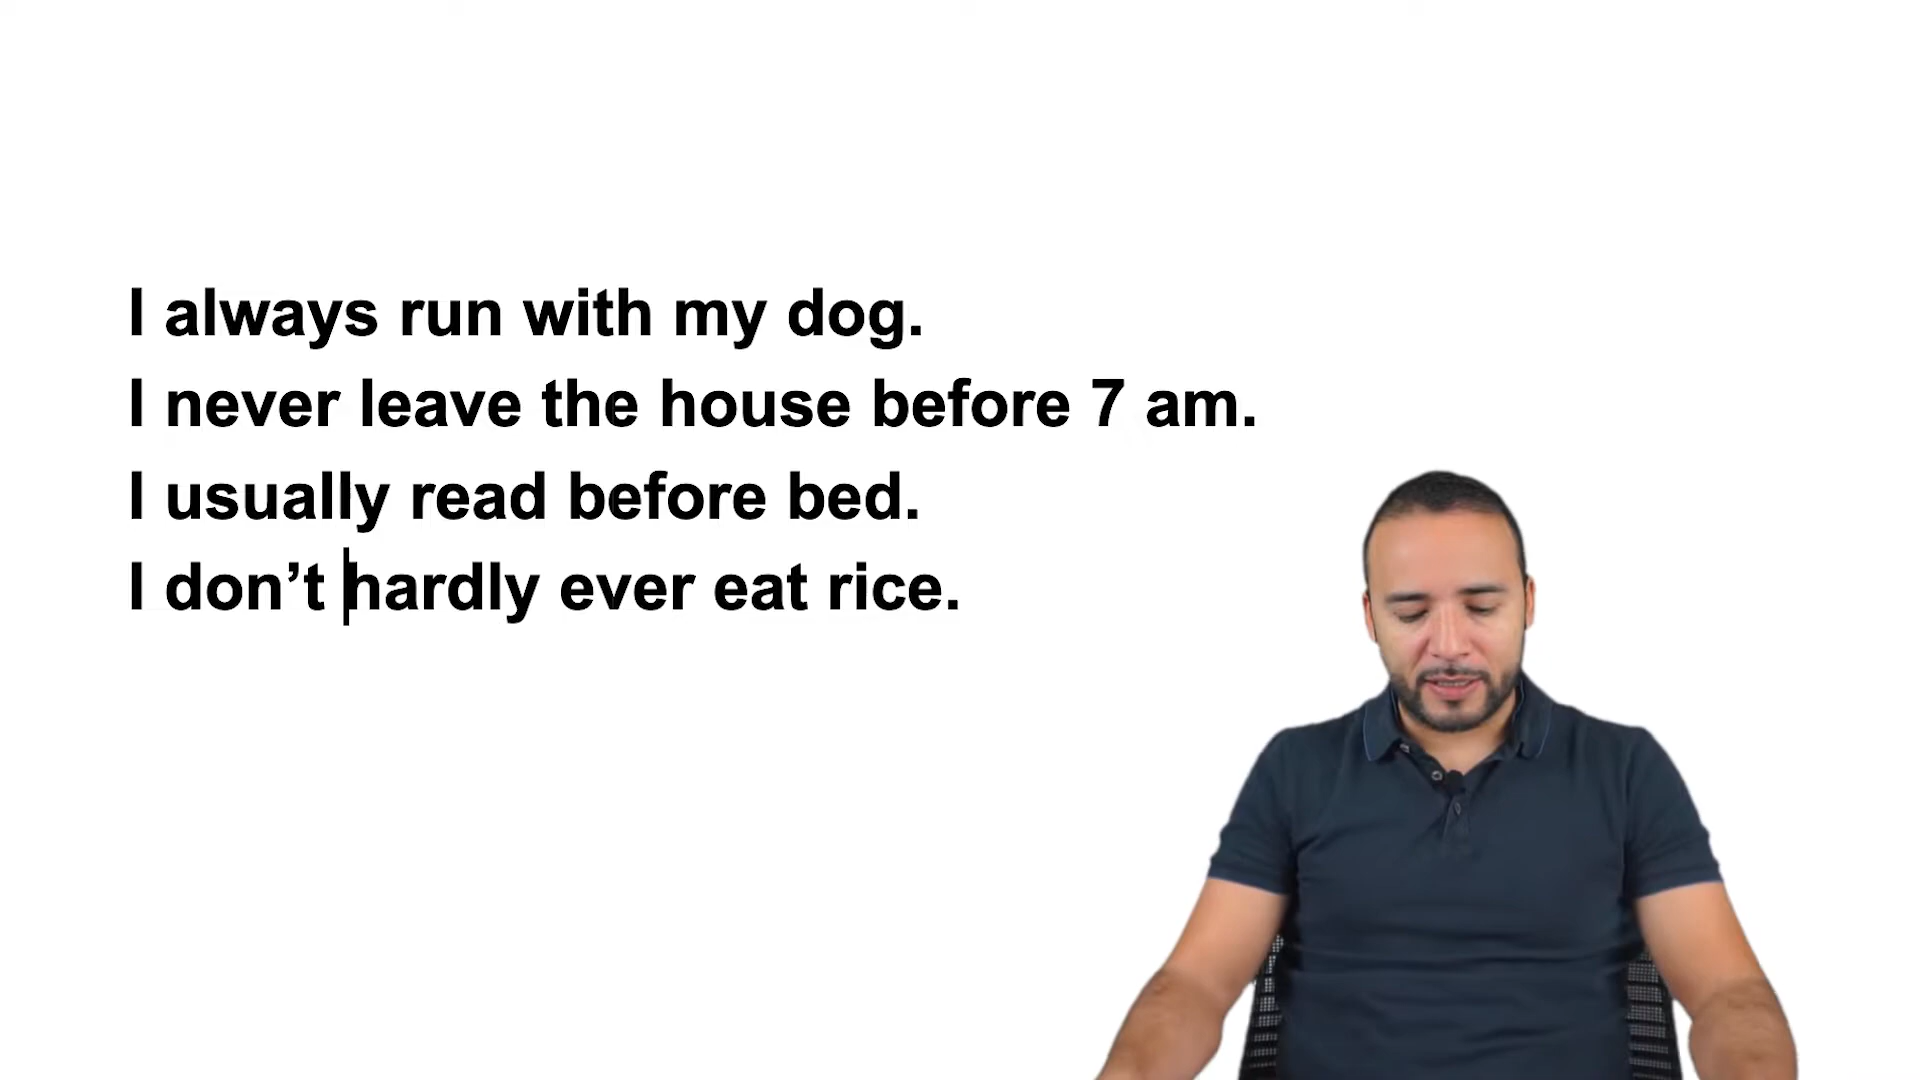 I always run with my dog.
I never leave the house before 7 am.
I usually read before bed.
I don’t hardly ever eat rice.